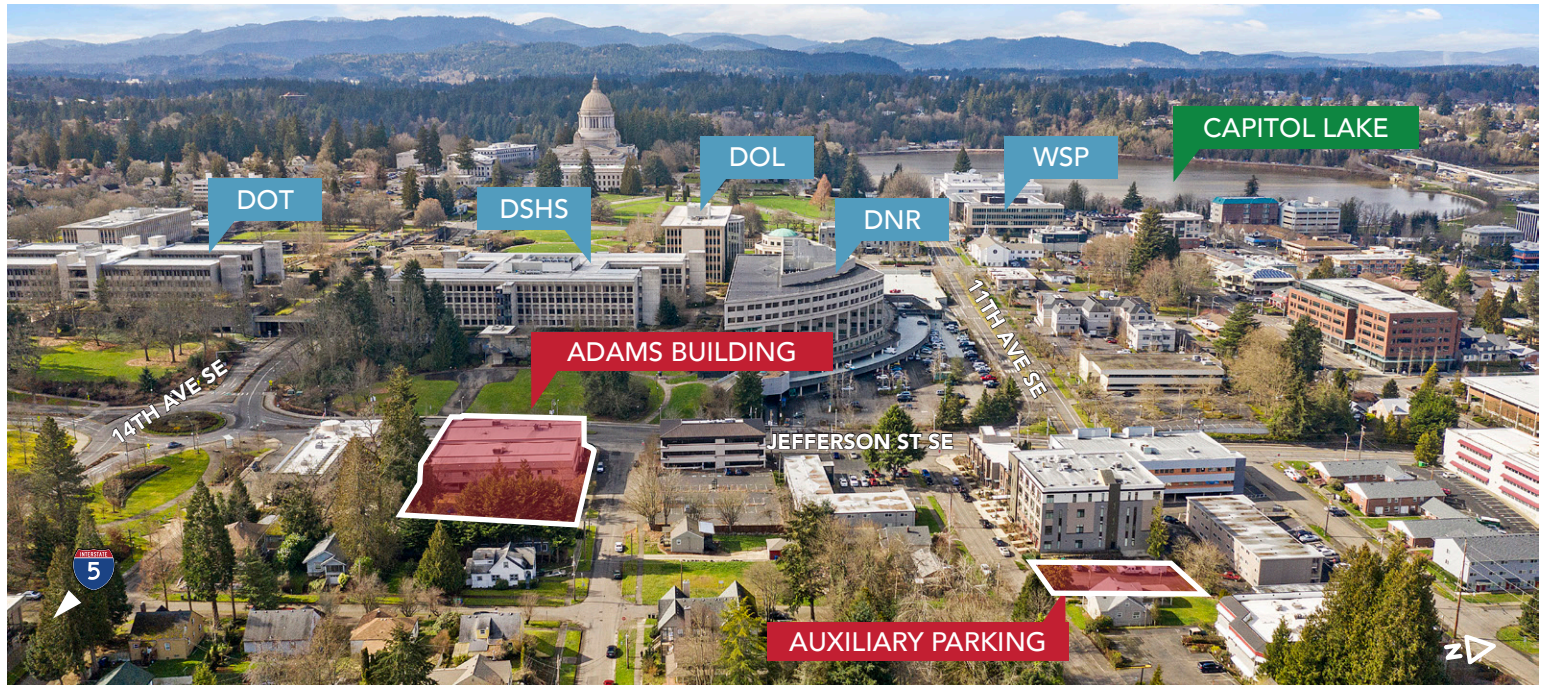 CAPITOL LAKE
DOL
WSP
DOT
DSHS
DNR
11TH AVE SE
ADAMS BUILDING
14TH AVE SE
JEFFERSON ST SE
INTERSTATE
5
AUXILIARY PARKING
N